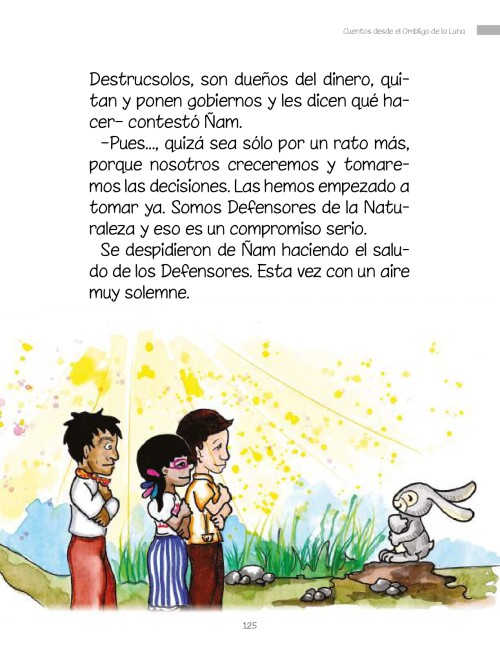 Cuentos desde el Ombligo de la Luna
Destrucsolos, son dueños del dinero, qui-
tan y ponen gobiernos y les dicen qué ha-
cer- contestó Ñam.
-Pues..., quizá sea sólo por un rato más,
porque nosotros creceremos y tomare-
mos las decisiones. Las hemos empezado a
tomar ya. Somos Defensores de la Natu-
raleza y eso es un compromiso serio.
Se despidieron de Ñam haciendo el salu-
do de los Defensores. Esta vez con un aire
muy solemne.
125